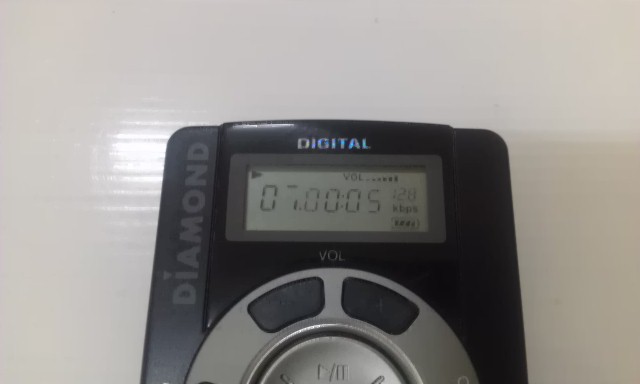 DIAMOND
DIGITAL
VOL
07.00:05 128
kbps
VOL